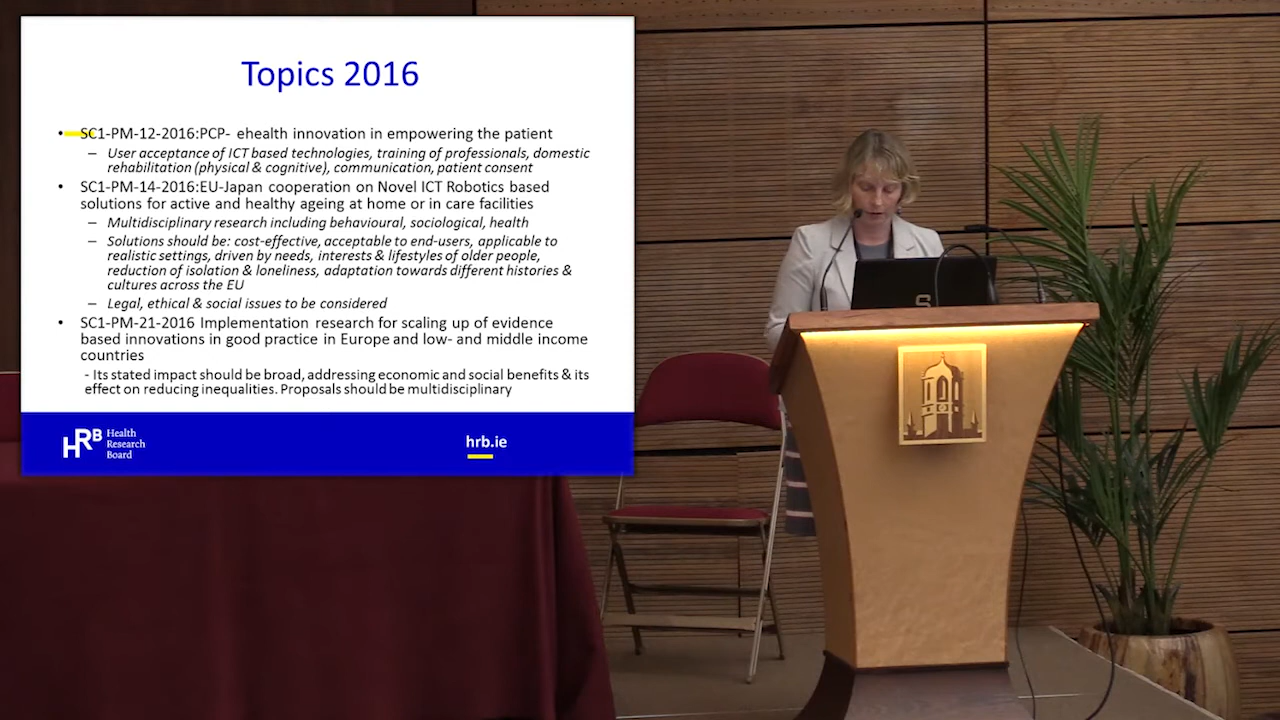 Topics 2016
• SC1-PM-12-2016:PCP- ehealth innovation in empowering the patient
– User acceptance of ICT based technologies, training of professionals, domestic
rehabilitation (physical & cognitive), communication, patient consent
• SC1-PM-14-2016:EU-Japan cooperation on Novel ICT Robotics based
solutions for active and healthy ageing at home or in care facilities
– Multidisciplinary research including behavioural, sociological, health
– Solutions should be: cost-effective, acceptable to end-users, applicable to
realistic settings, driven by needs, interests & lifestyles of older people,
reduction of isolation & loneliness, adaptation towards different histories &
cultures across the EU
– Legal, ethical & social issues to be considered
• SC1-PM-21-2016 Implementation research for scaling up of evidence
based innovations in good practice in Europe and low- and middle income
countries
- Its stated impact should be broad, addressing economic and social benefits & its
effect on reducing inequalities. Proposals should be multidisciplinary
HRB Health
Research
Board
hrb.ie